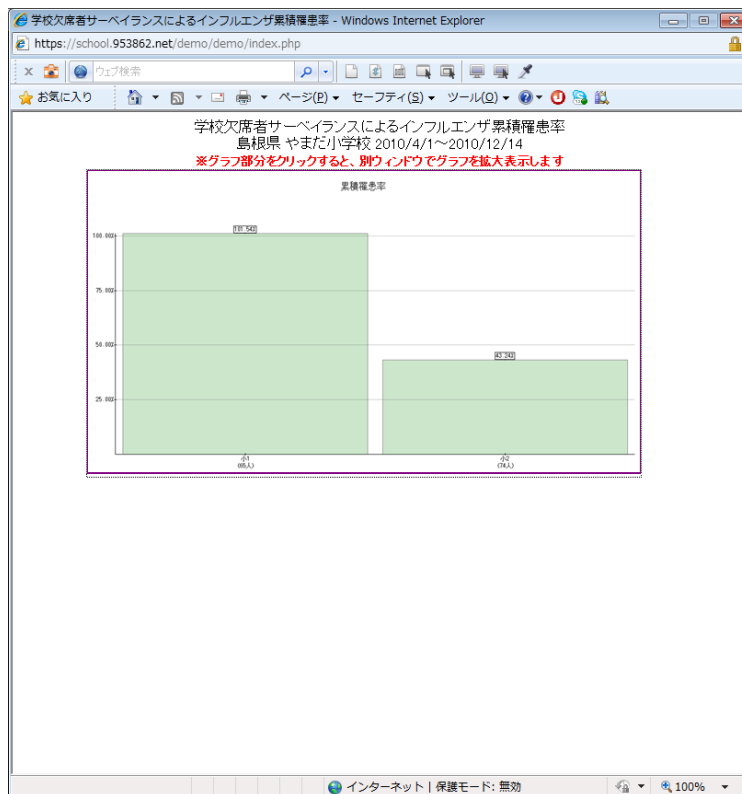 学校欠席者サーベイランスによるインフルエンザ累積罹患率 - Windows Internet Explorer
https://school.953862.net/demo/demo/index.php
x ウェブ検索
お気に入り ページ(P) セーフティ(S) ツール(O)
学校欠席者サーベイランスによるインフルエンザ累積罹患率
島根県 やまだ小学校 2010/4/1～2010/12/14
※グラフ部分をクリックすると、別ウィンドウでグラフを拡大表示します
累積罹患率
101.54%
100.00%
75.00%
50.00%
43.24%
25.00%
小1 小2
(65人) (74人)
インターネット | 保護モード: 無効 100%